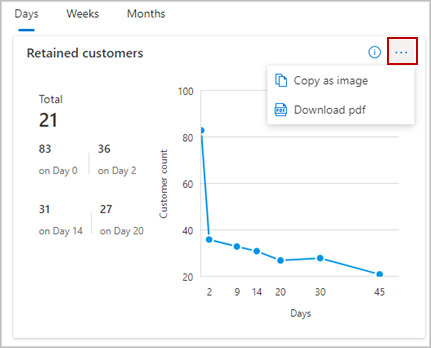 Days Weeks Months
Retained customers
Copy as image
PDF Download pdf
Total
21
83 36
on Day 0 on Day 2
31 27
on Day 14 on Day 20
Customer count
100
80
60
40
20
2 9 14 20 30 45
Days